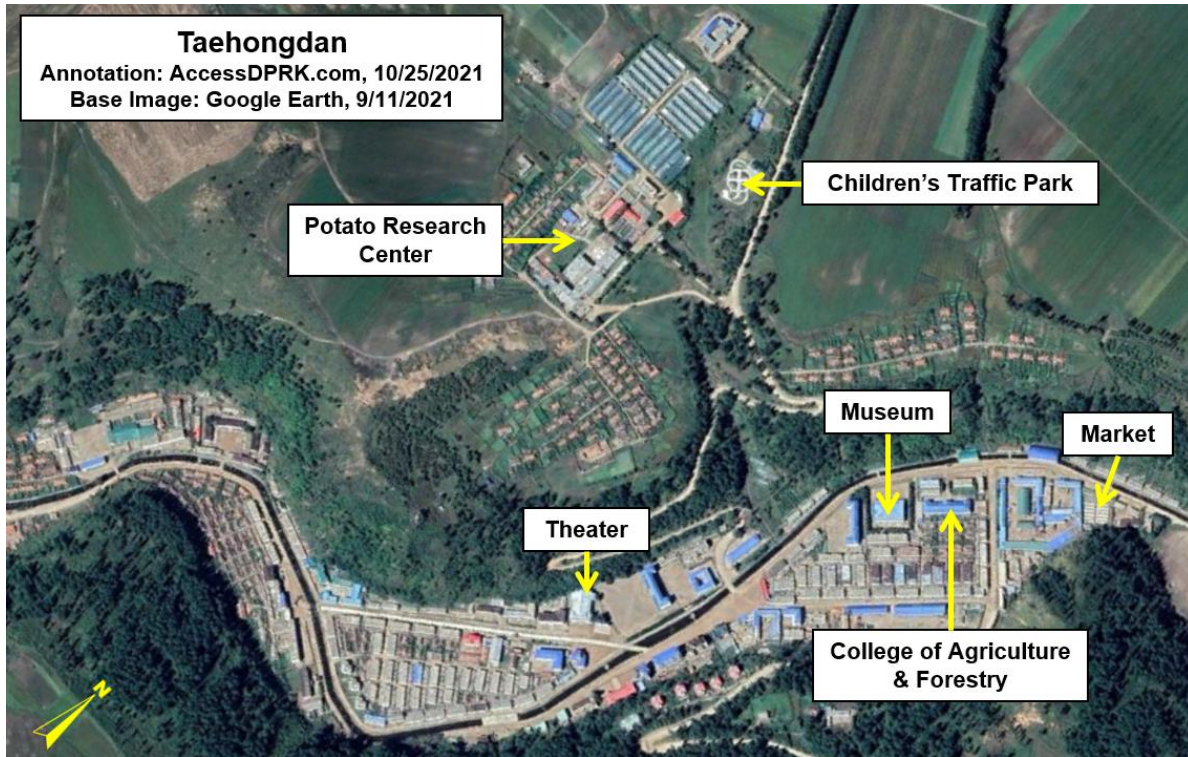 Taehongdan
Annotation: AccessDPRK.com, 10/25/2021
Base Image: Google Earth, 9/11/2021
Children’s Traffic Park
Potato Research
Center
Museum
Market
Theater
College of Agriculture
& Forestry
N